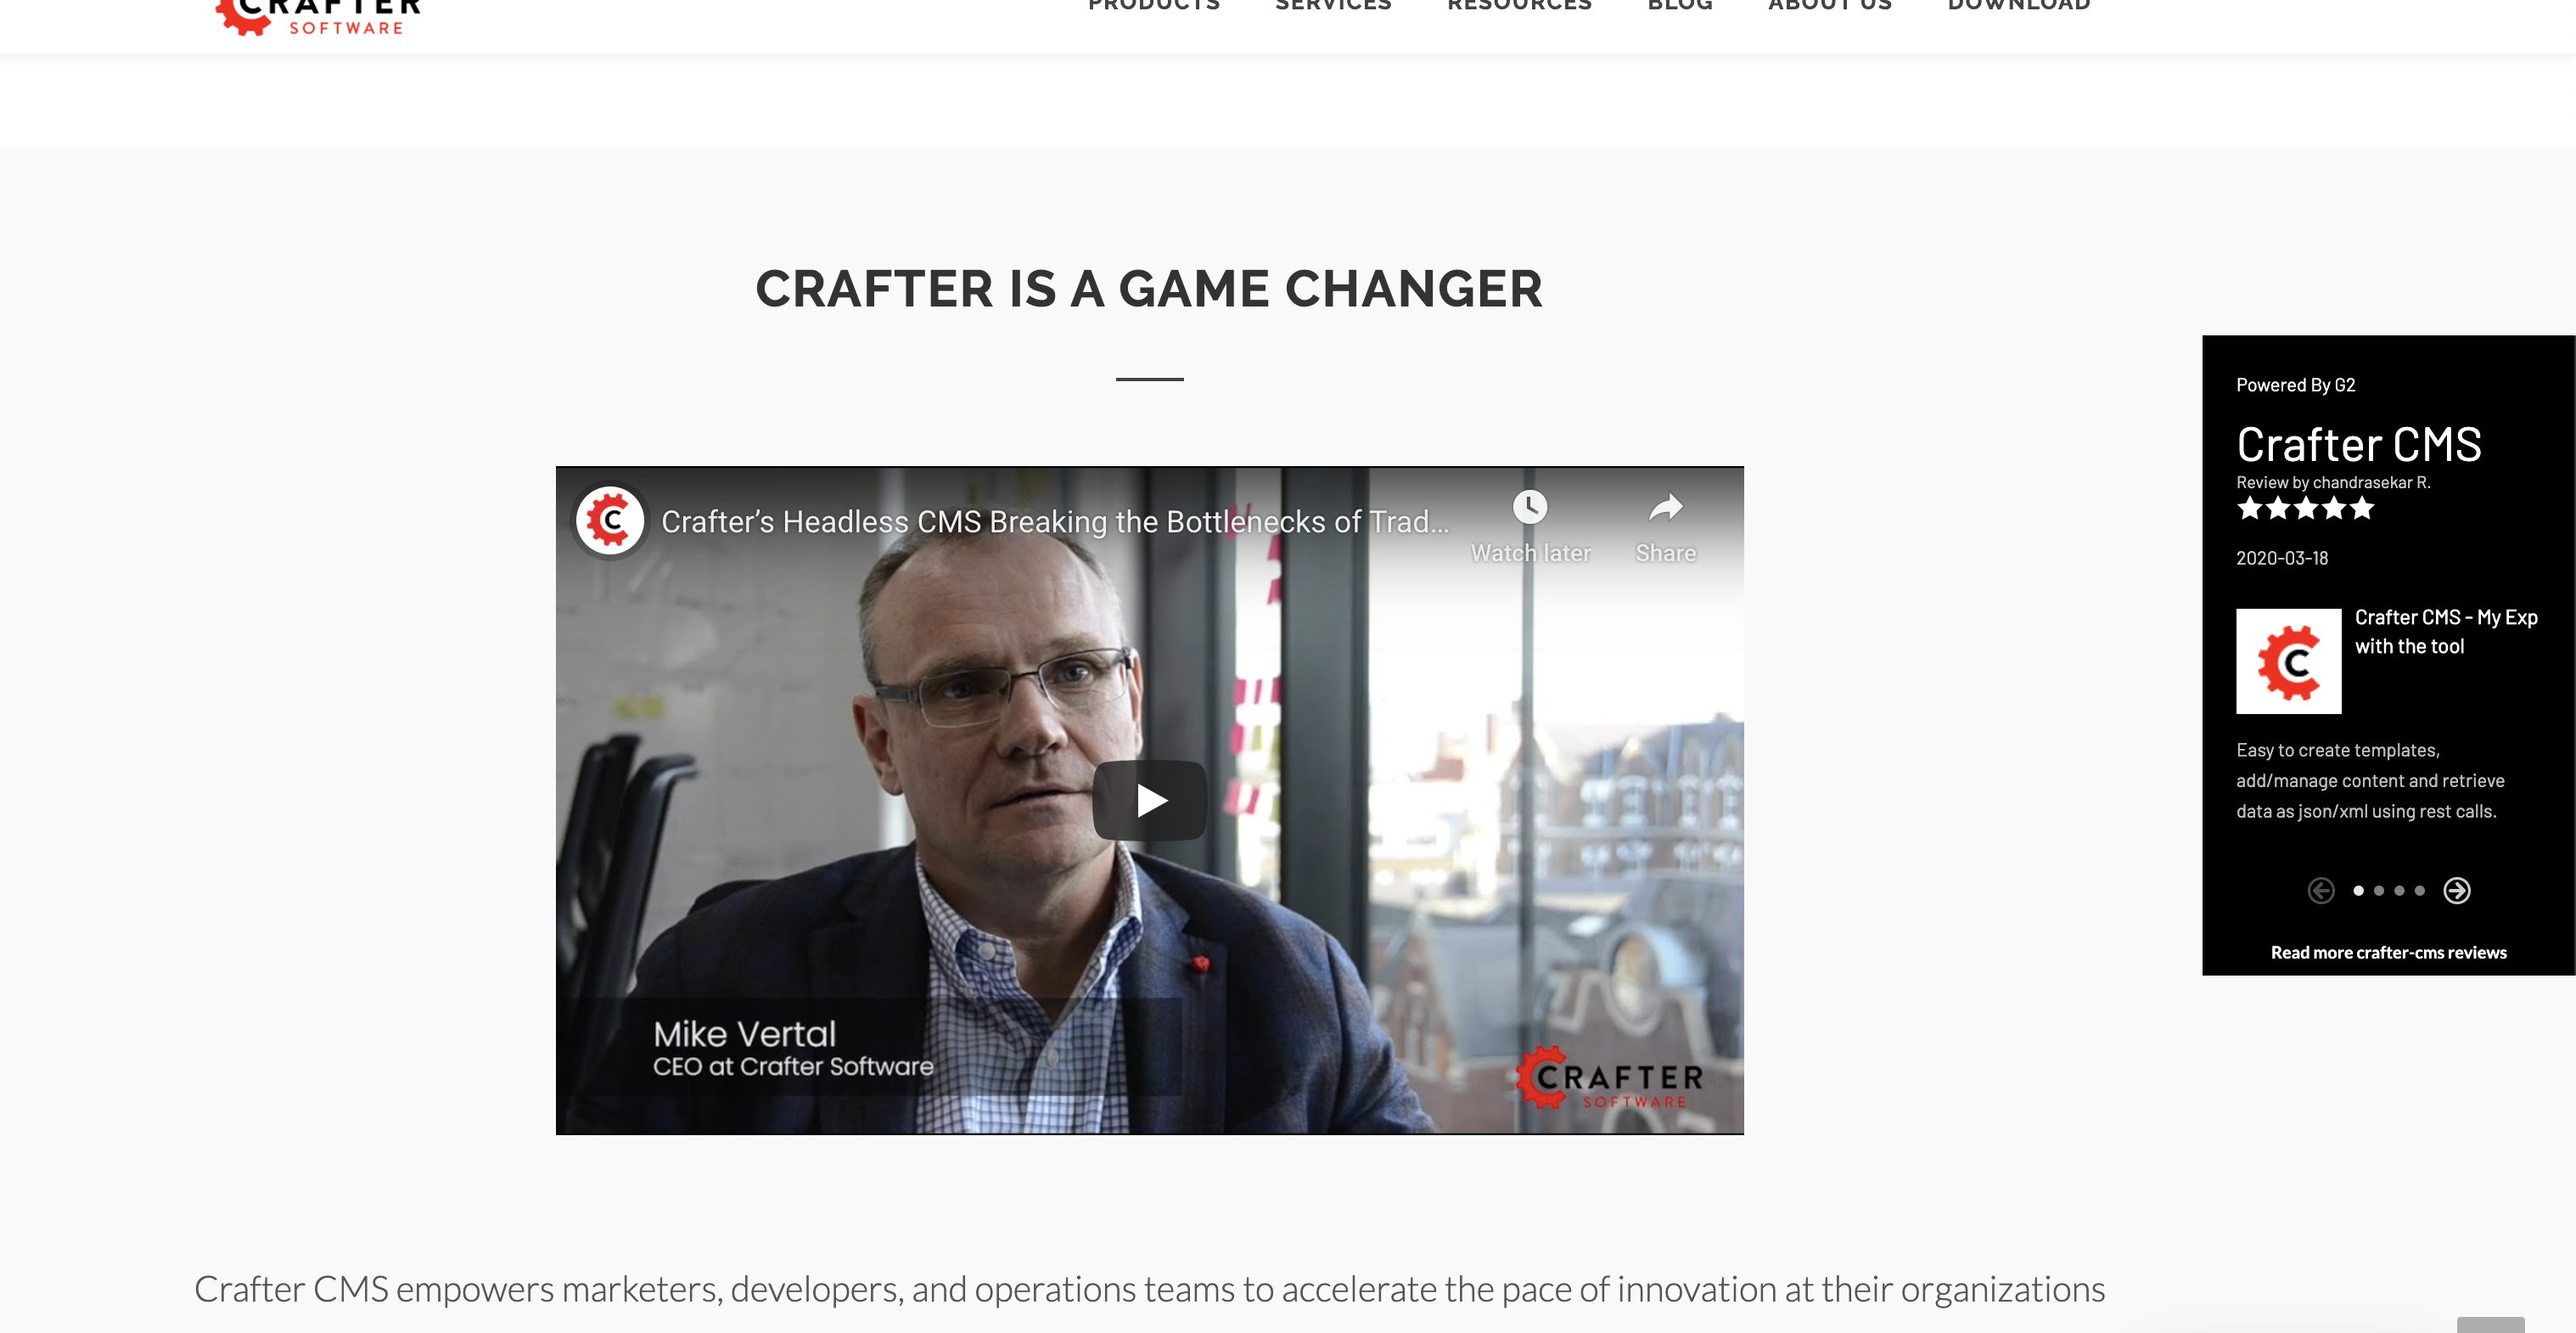 CRAFTER
SOFTWARE
PRODUCTS SERVICES RESOURCES BLOG ABOUT US DOWNLOAD
CRAFTER IS A GAME CHANGER
Crafter’s Headless CMS Breaking the Bottlenecks of Trad...
Watch later
Share
Mike Vertal
CEO at Crafter Software
CRAFTER
SOFTWARE
Powered By G2
Crafter CMS
Review by chandrasekar R.
2020-03-18
Crafter CMS - My Exp
with the tool
Easy to create templates,
add/manage content and retrieve
data as json/xml using rest calls.
Read more crafter-cms reviews
Crafter CMS empowers marketers, developers, and operations teams to accelerate the pace of innovation at their organizations